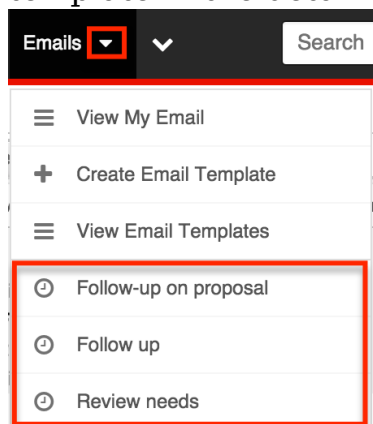 Emails
Search
View My Email
Create Email Template
View Email Templates
Follow-up on proposal
Follow up
Review needs